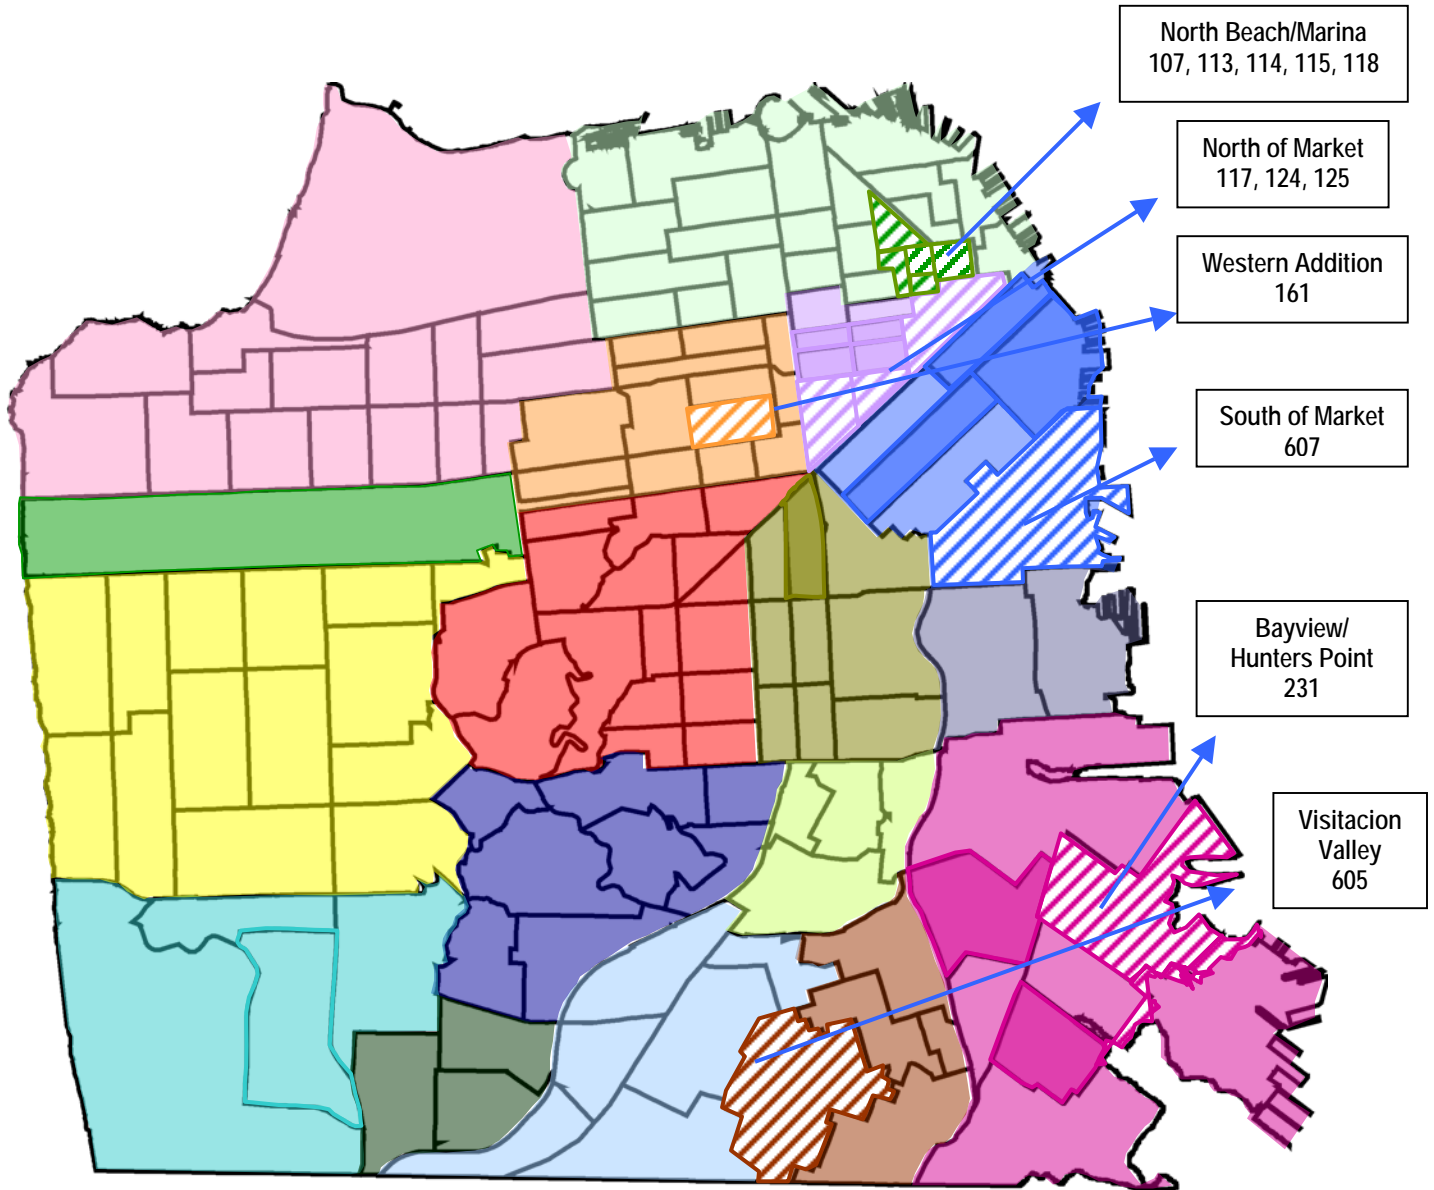 North Beach/Marina
107, 113, 114, 115, 118
North of Market
117, 124, 125
Western Addition
161
South of Market
607
Bayview/
Hunters Point
231
Visitacion
Valley
605